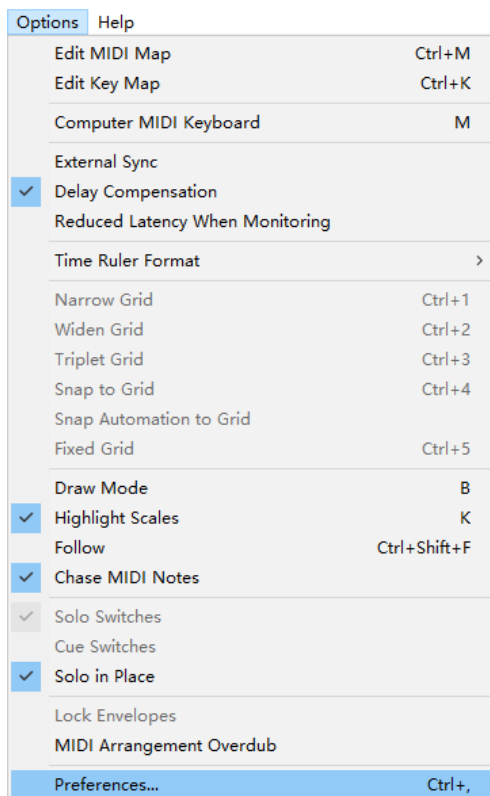 Options Help
Edit MIDI Map Ctrl+M
Edit Key Map Ctrl+K
Computer MIDI Keyboard M
External Sync
Delay Compensation
Reduced Latency When Monitoring
Time Ruler Format
Narrow Grid Ctrl+1
Widen Grid Ctrl+2
Triplet Grid Ctrl+3
Snap to Grid Ctrl+4
Snap Automation to Grid
Fixed Grid Ctrl+5
Draw Mode B
Highlight Scales K
Follow Ctrl+Shift+F
Chase MIDI Notes
Solo Switches
Cue Switches
Solo in Place
Lock Envelopes
MIDI Arrangement Overdub
Preferences... Ctrl+,